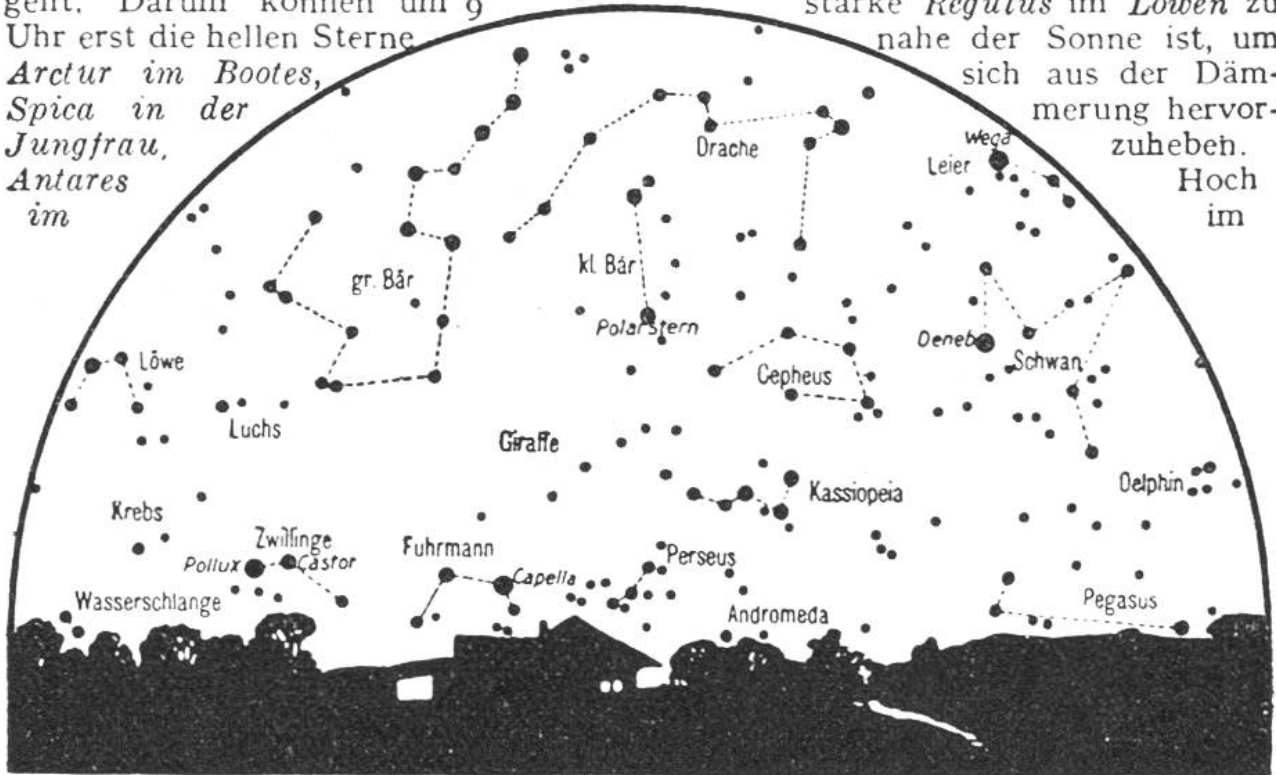 geht. Darum können um 9
Uhr erst die hellen Sterne
Arctur im Bootes,
Spica in der
Jungfrau,
Antares
im
starke Regulus im Löwen zu
nahe der Sonne ist, um
sich aus der Däm-
merung hervor-
zuheben.
Hoch
im
Drache
Wega
Leier
gr. Bär
kl. Bär
Polarstern
Deneb
Schwan
Löwe
Cepheus
Luchs
Giraffe
Kassiopeia
Delphin
Krebs
Zwillinge
Pollux
Castor
Fuhrmann
Capella
Perseus
Wasserschlange
Andromeda
Pegasus